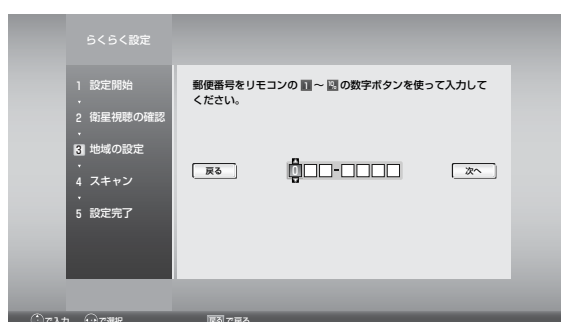 らくらく設定
1 設定開始
2 衛星視聴の確認
3 地域の設定
4 スキャン
5 設定完了
郵便番号をリモコンの 1 ~ 10 の数字ボタンを使って入力して
ください。
戻る
-
次へ
で入力 で選択 戻る で戻る